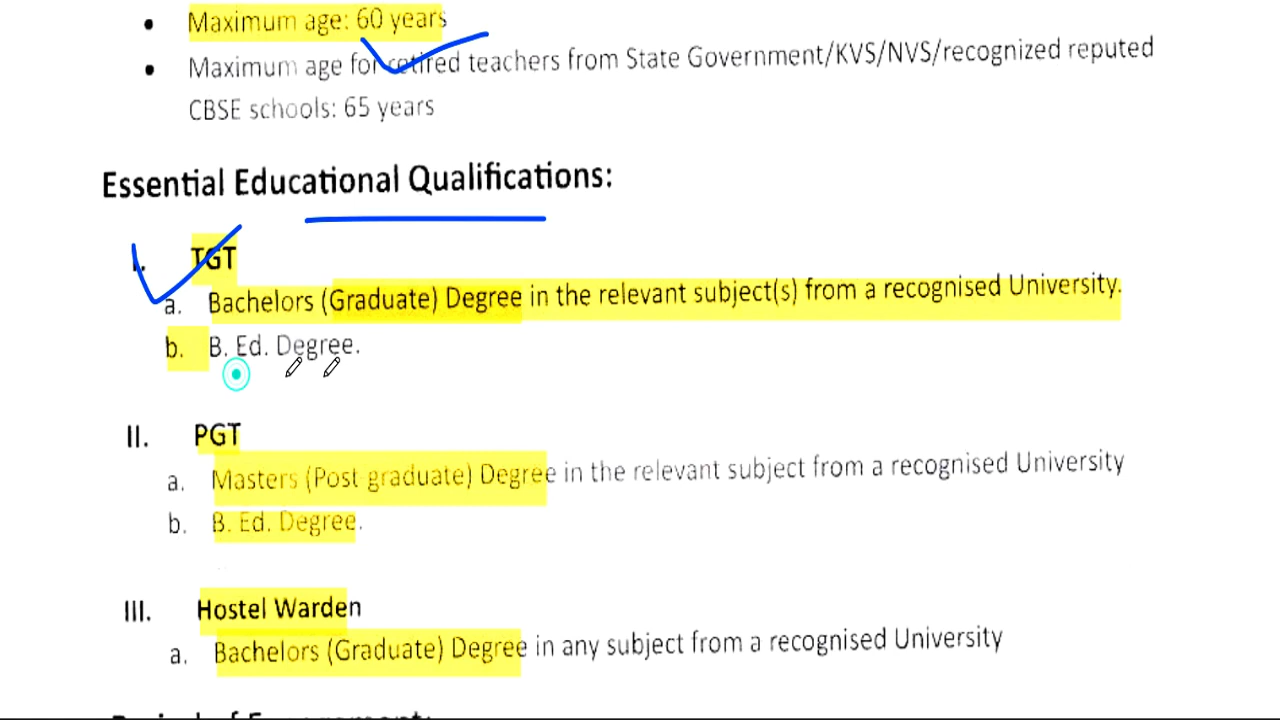 • Maximum age: 60 years
• Maximum age for retired teachers from State Government/KVS/NVS/recognized reputed
CBSE schools: 65 years
Essential Educational Qualifications:
I. TGT
a. Bachelors (Graduate) Degree in the relevant subject(s) from a recognised University.
b. B. Ed. Degree.
II. PGT
a. Masters (Post graduate) Degree in the relevant subject from a recognised University
b. B. Ed. Degree.
III. Hostel Warden
a. Bachelors (Graduate) Degree in any subject from a recognised University